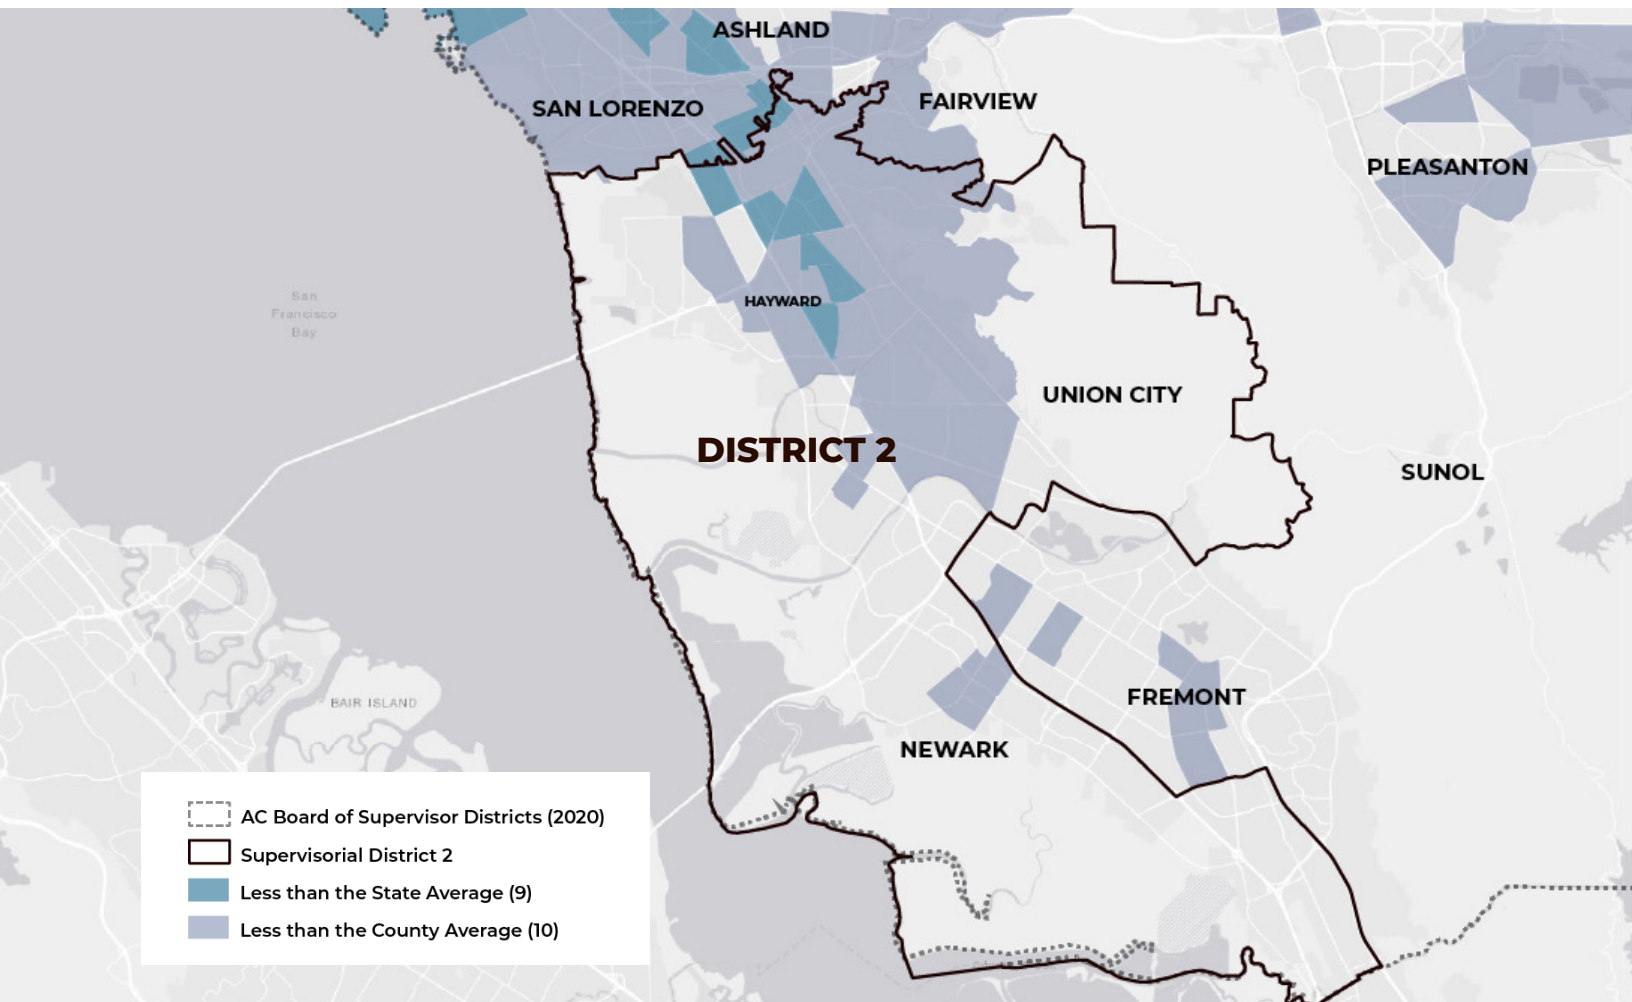 ASHLAND
SAN LORENZO
FAIRVIEW
PLEASANTON
San
Francisco
Bay
HAYWARD
UNION CITY
DISTRICT 2
SUNOL
BAIR ISLAND
FREMONT
NEWARK
AC Board of Supervisor Districts (2020)
Supervisorial District 2
Less than the State Average (9)
Less than the County Average (10)